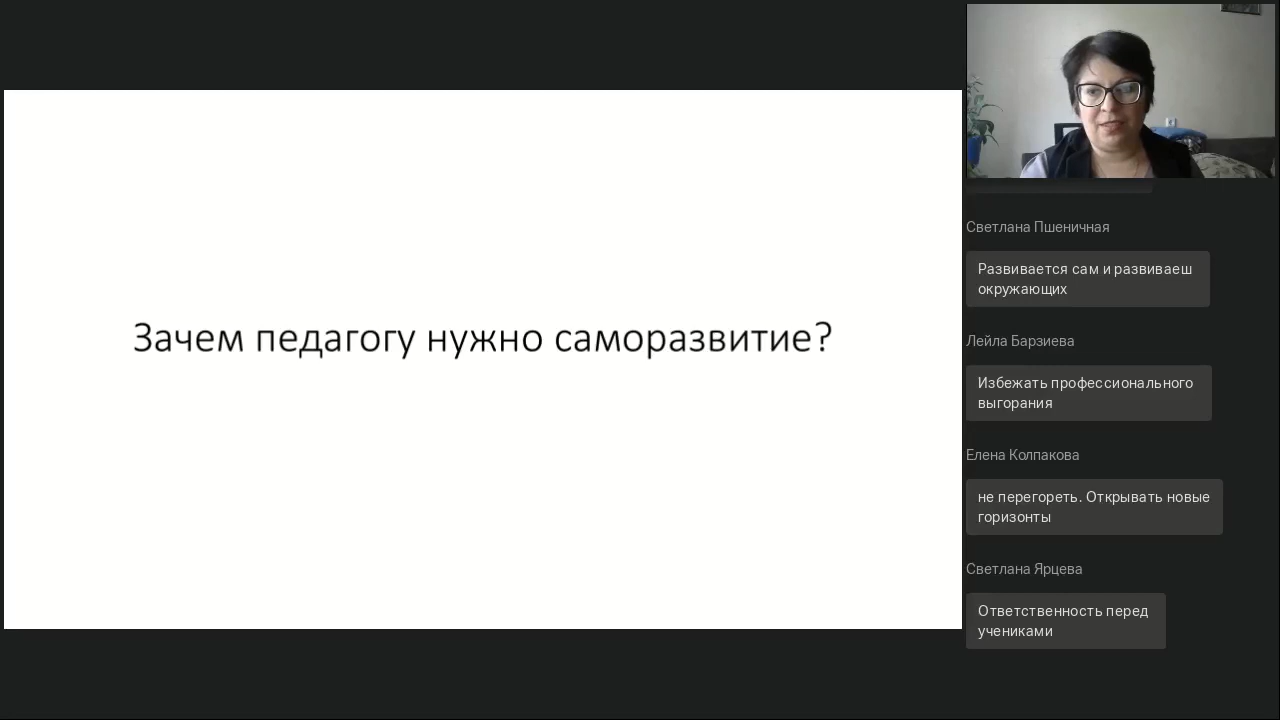 Зачем педагогу нужно саморазвитие?
Светлана Пшеничная
Развивается сам и развиваеш
окружающих
Лейла Барзиева
Избежать профессионального
выгорания
Елена Колпакова
не перегореть. Открывать новые
горизонты
Светлана Ярцева
Ответственность перед
учениками